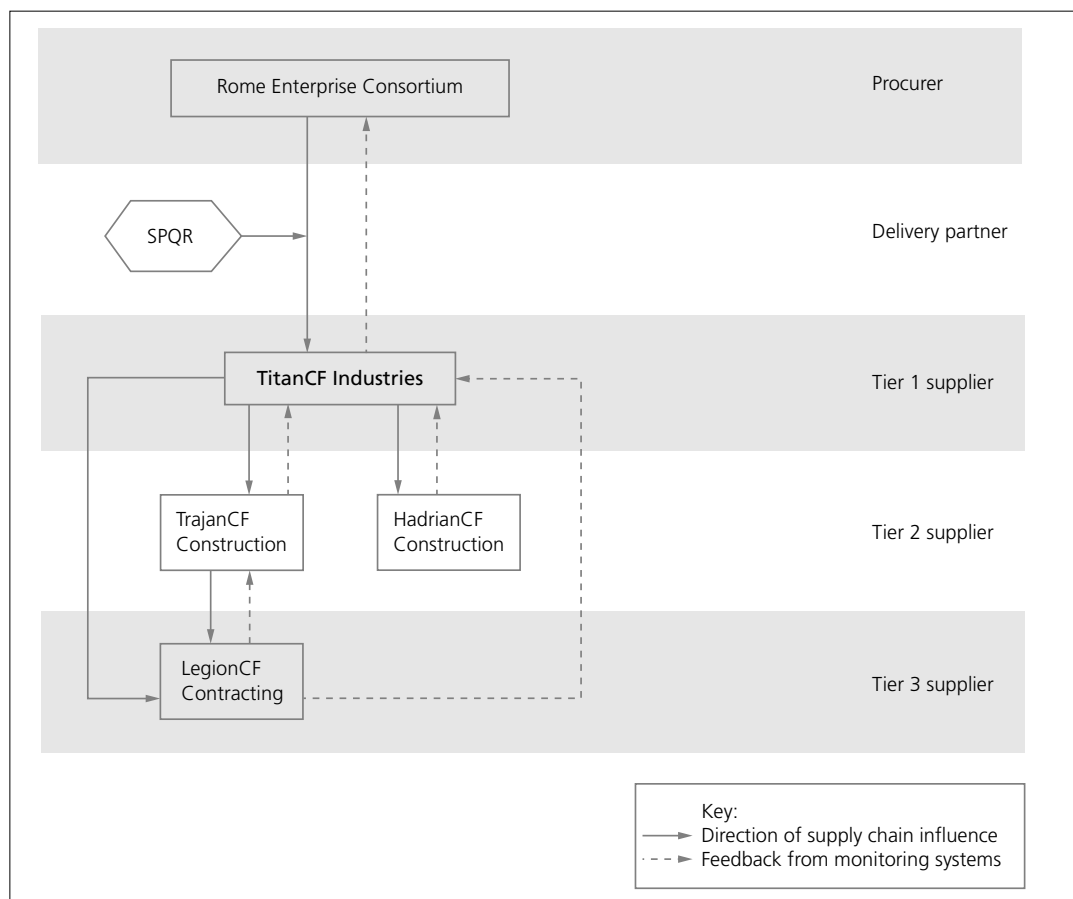 Rome Enterprise Consortium
Procurer
SPQR
Delivery partner
TitanCF Industries
Tier 1 supplier
TrajanCF
Construction
HadrianCF
Construction
Tier 2 supplier
LegionCF
Contracting
Tier 3 supplier
Key:
Direction of supply chain influence
Feedback from monitoring systems